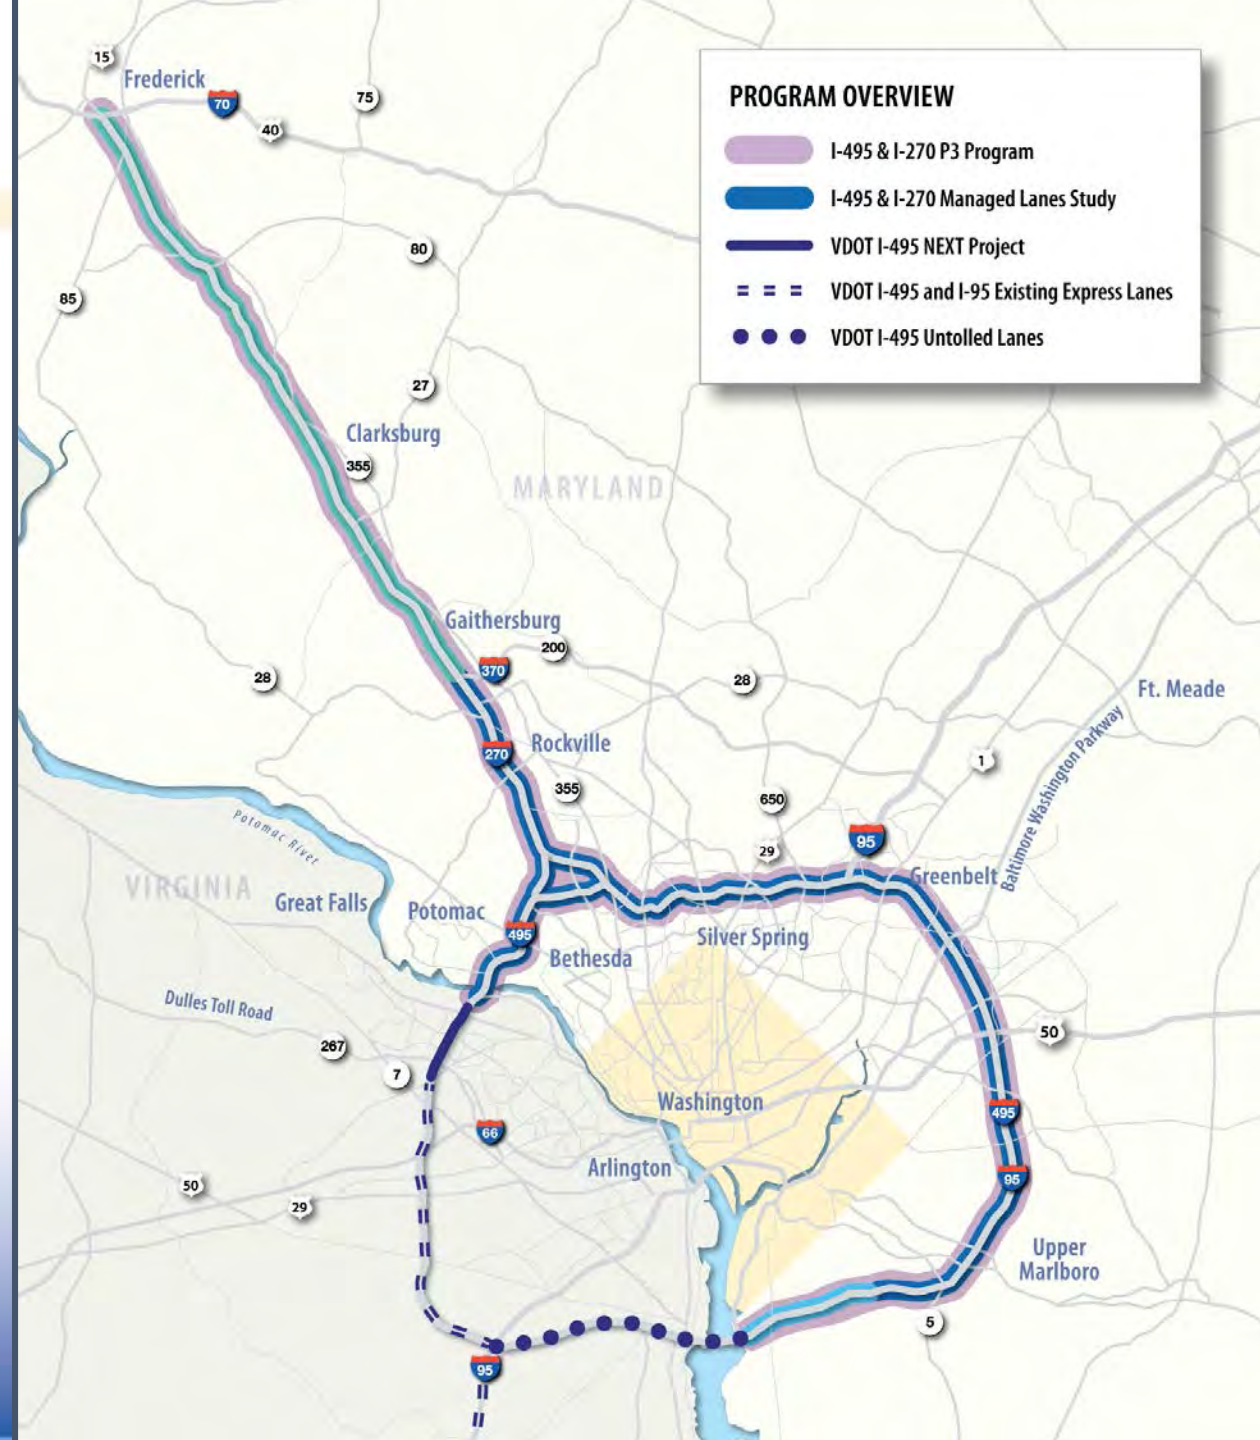 PROGRAM OVERVIEW
I-495 & I-270 P3 Program
I-495 & I-270 Managed Lanes Study
VDOT I-495 NEXT Project
VDOT I-495 and I-95 Existing Express Lanes
VDOT I-495 Untolled Lanes
15
Frederick
70
75
40
80
85
27
Clarksburg
355
MARYLAND
Gaithersburg
200
370
28
28
Ft. Meade
270
Rockville
1
Baltimore Washington Parkway
355
650
Potomac River
29
95
VIRGINIA
Great Falls
Potomac
Greenbelt
495
Silver Spring
Bethesda
Dulles Toll Road
267
50
7
Washington
495
66
Arlington
95
50
29
Upper
Marlboro
5
95